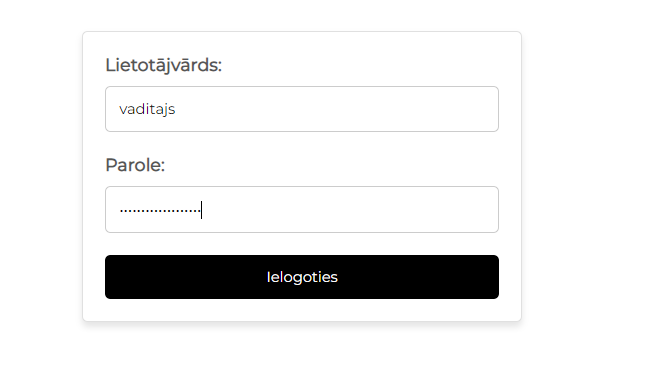 Lietotājvārds:
vaditajs
Parole:
...................
Ielogoties